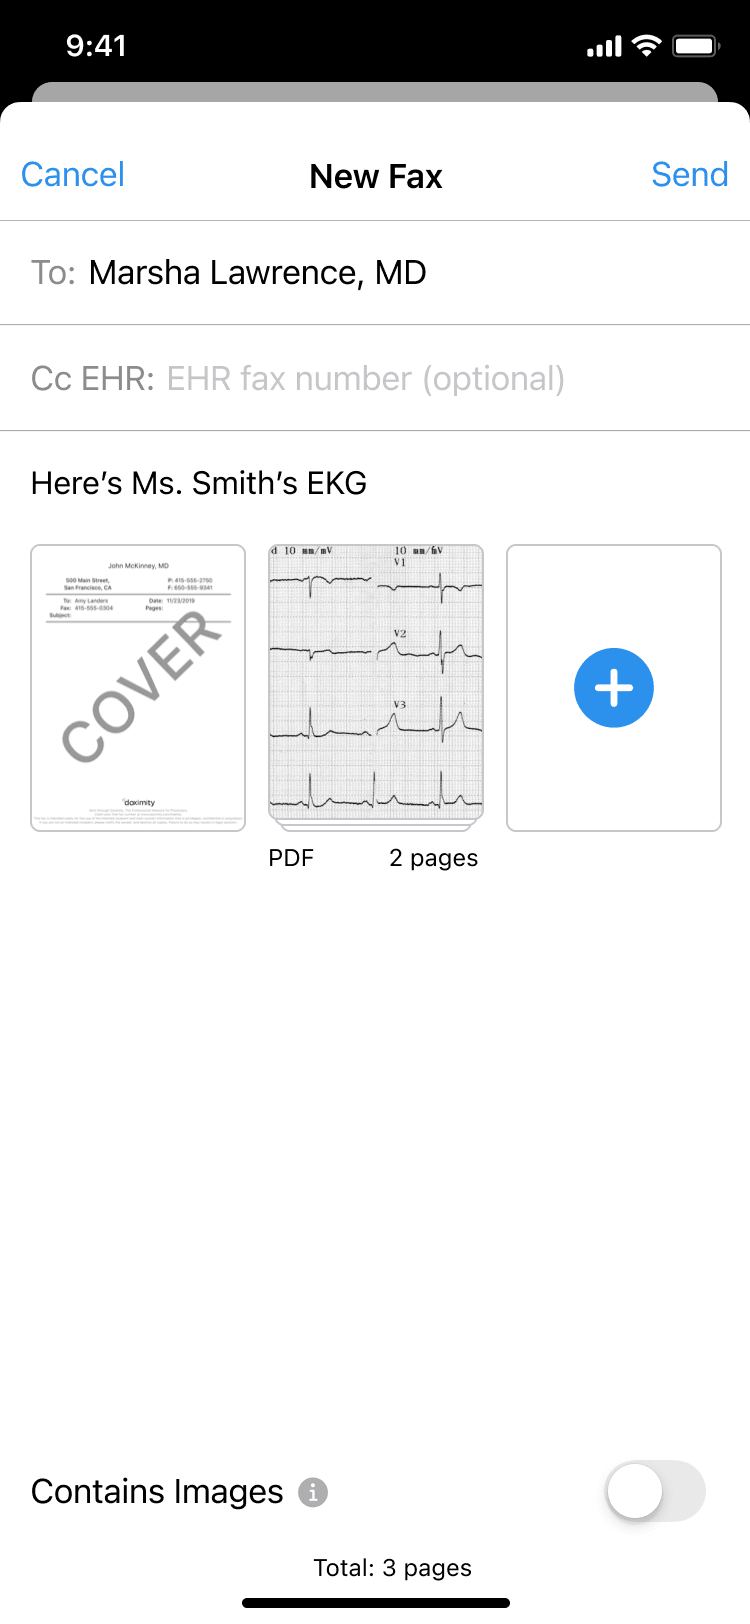 9:41
Cancel New Fax Send
To: Marsha Lawrence, MD
Cc EHR: EHR fax number (optional)
Here’s Ms. Smith’s EKG
John McKinney, MD
500 Main Street, P: 415-555-2750
San Francisco, CA F: 650-555-9341
To: Amy Landers Date: 11/23/2019
Fax: 415-555-0304 Pages:
Subject:
COVER
doximity
d 10 mm/mV 10 mm/mV
V1
V2
V3
PDF 2 pages
Contains Images
Total: 3 pages